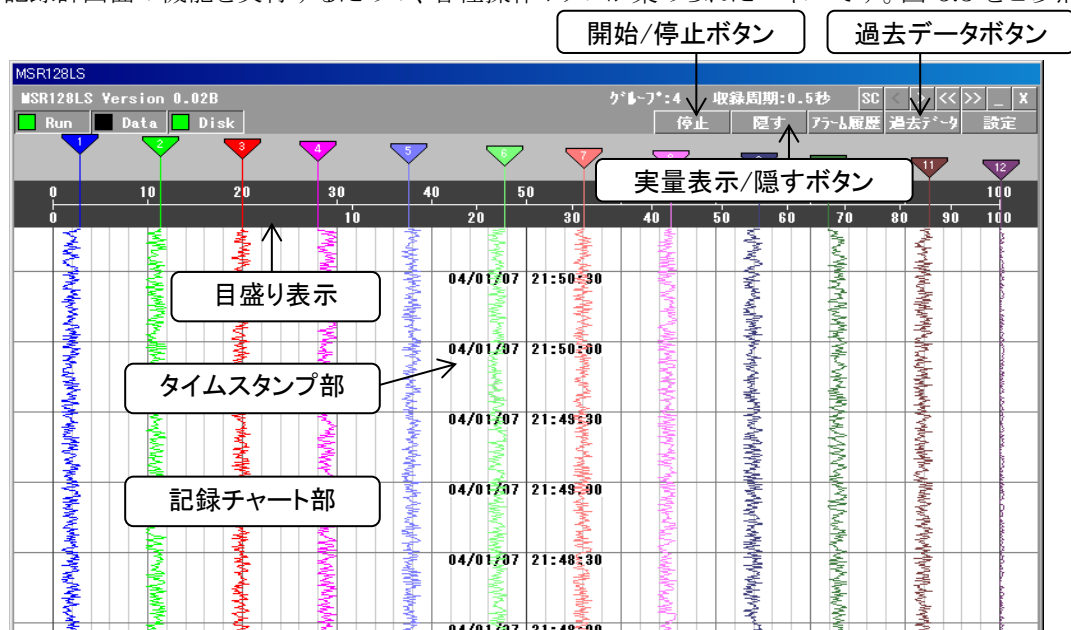 開始/停止ボタン
過去データボタン
MSR128LS
MSR128LS Version 0.02B
グループ:4 収録周期:0.5秒 SC < > << >> _ X
Run Data Disk 停止 隠す アラーム履歴 過去データ 設定
1 2 3 4 5 6 7 11 12
実量表示/隠すボタン
0 10 20 30 40 50 100
0 10 20 30 40 50 60 70 80 90 100
04/01/07 21:50:30
目盛り表示
04/01/07 21:50:00
タイムスタンプ部
04/01/07 21:49:30
04/01/07 21:49:00
記録チャート部
04/01/07 21:48:30
04/01/07 21:48:00